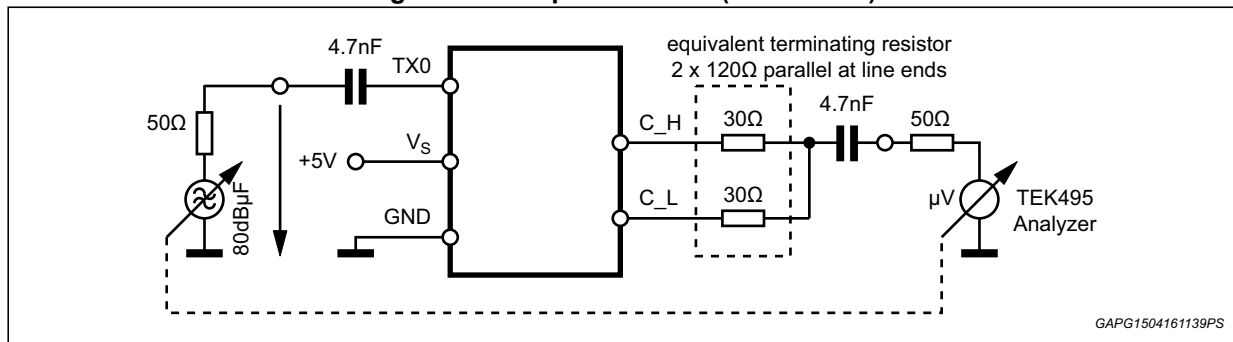 4.7nF
TX0
50Ω
VS
+5V
GND
80dBµF
equivalent terminating resistor
2 x 120Ω parallel at line ends
C_H
30Ω
4.7nF
50Ω
C_L
30Ω
µV
TEK495
Analyzer
GAPG1504161139PS